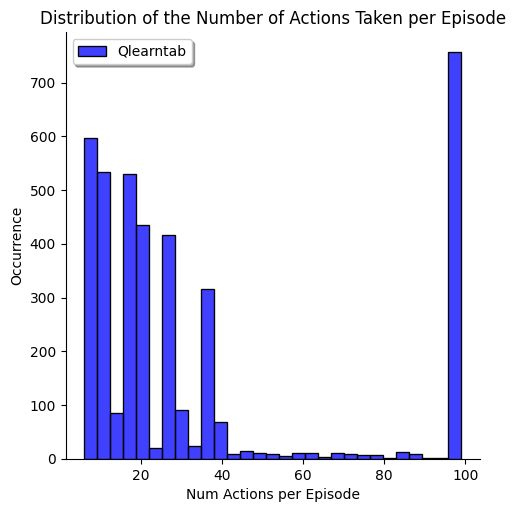 Distribution of the Number of Actions Taken per Episode
Qlearntab
700
600
500
400
300
200
100
0
Occurrence
20 40 60 80 100
Num Actions per Episode